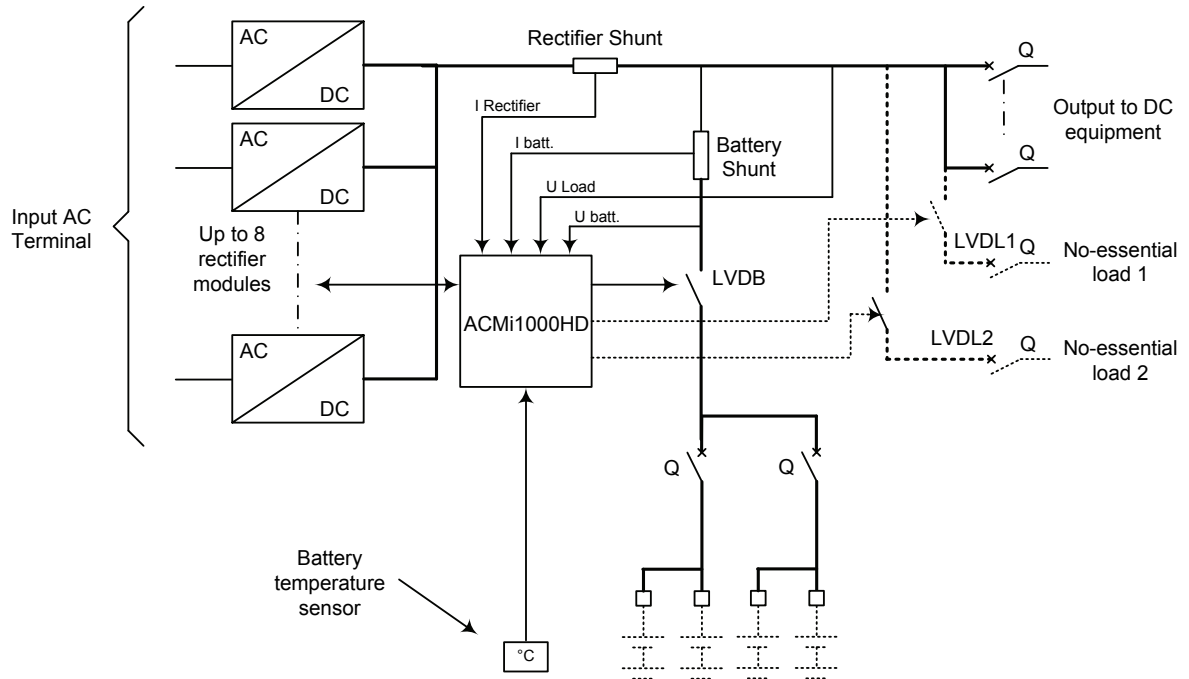 AC
DC
Rectifier Shunt
Q
I Rectifier
Output to DC
equipment
AC
DC
I batt.
Battery
Shunt
Q
U Load
Input AC
Terminal
Up to 8
rectifier
modules
U batt.
LVDL1
Q
No-essential
load 1
LVDB
ACMi1000HD
LVDL2
Q
No-essential
load 2
AC
DC
Q
Q
Battery
temperature
sensor
°C